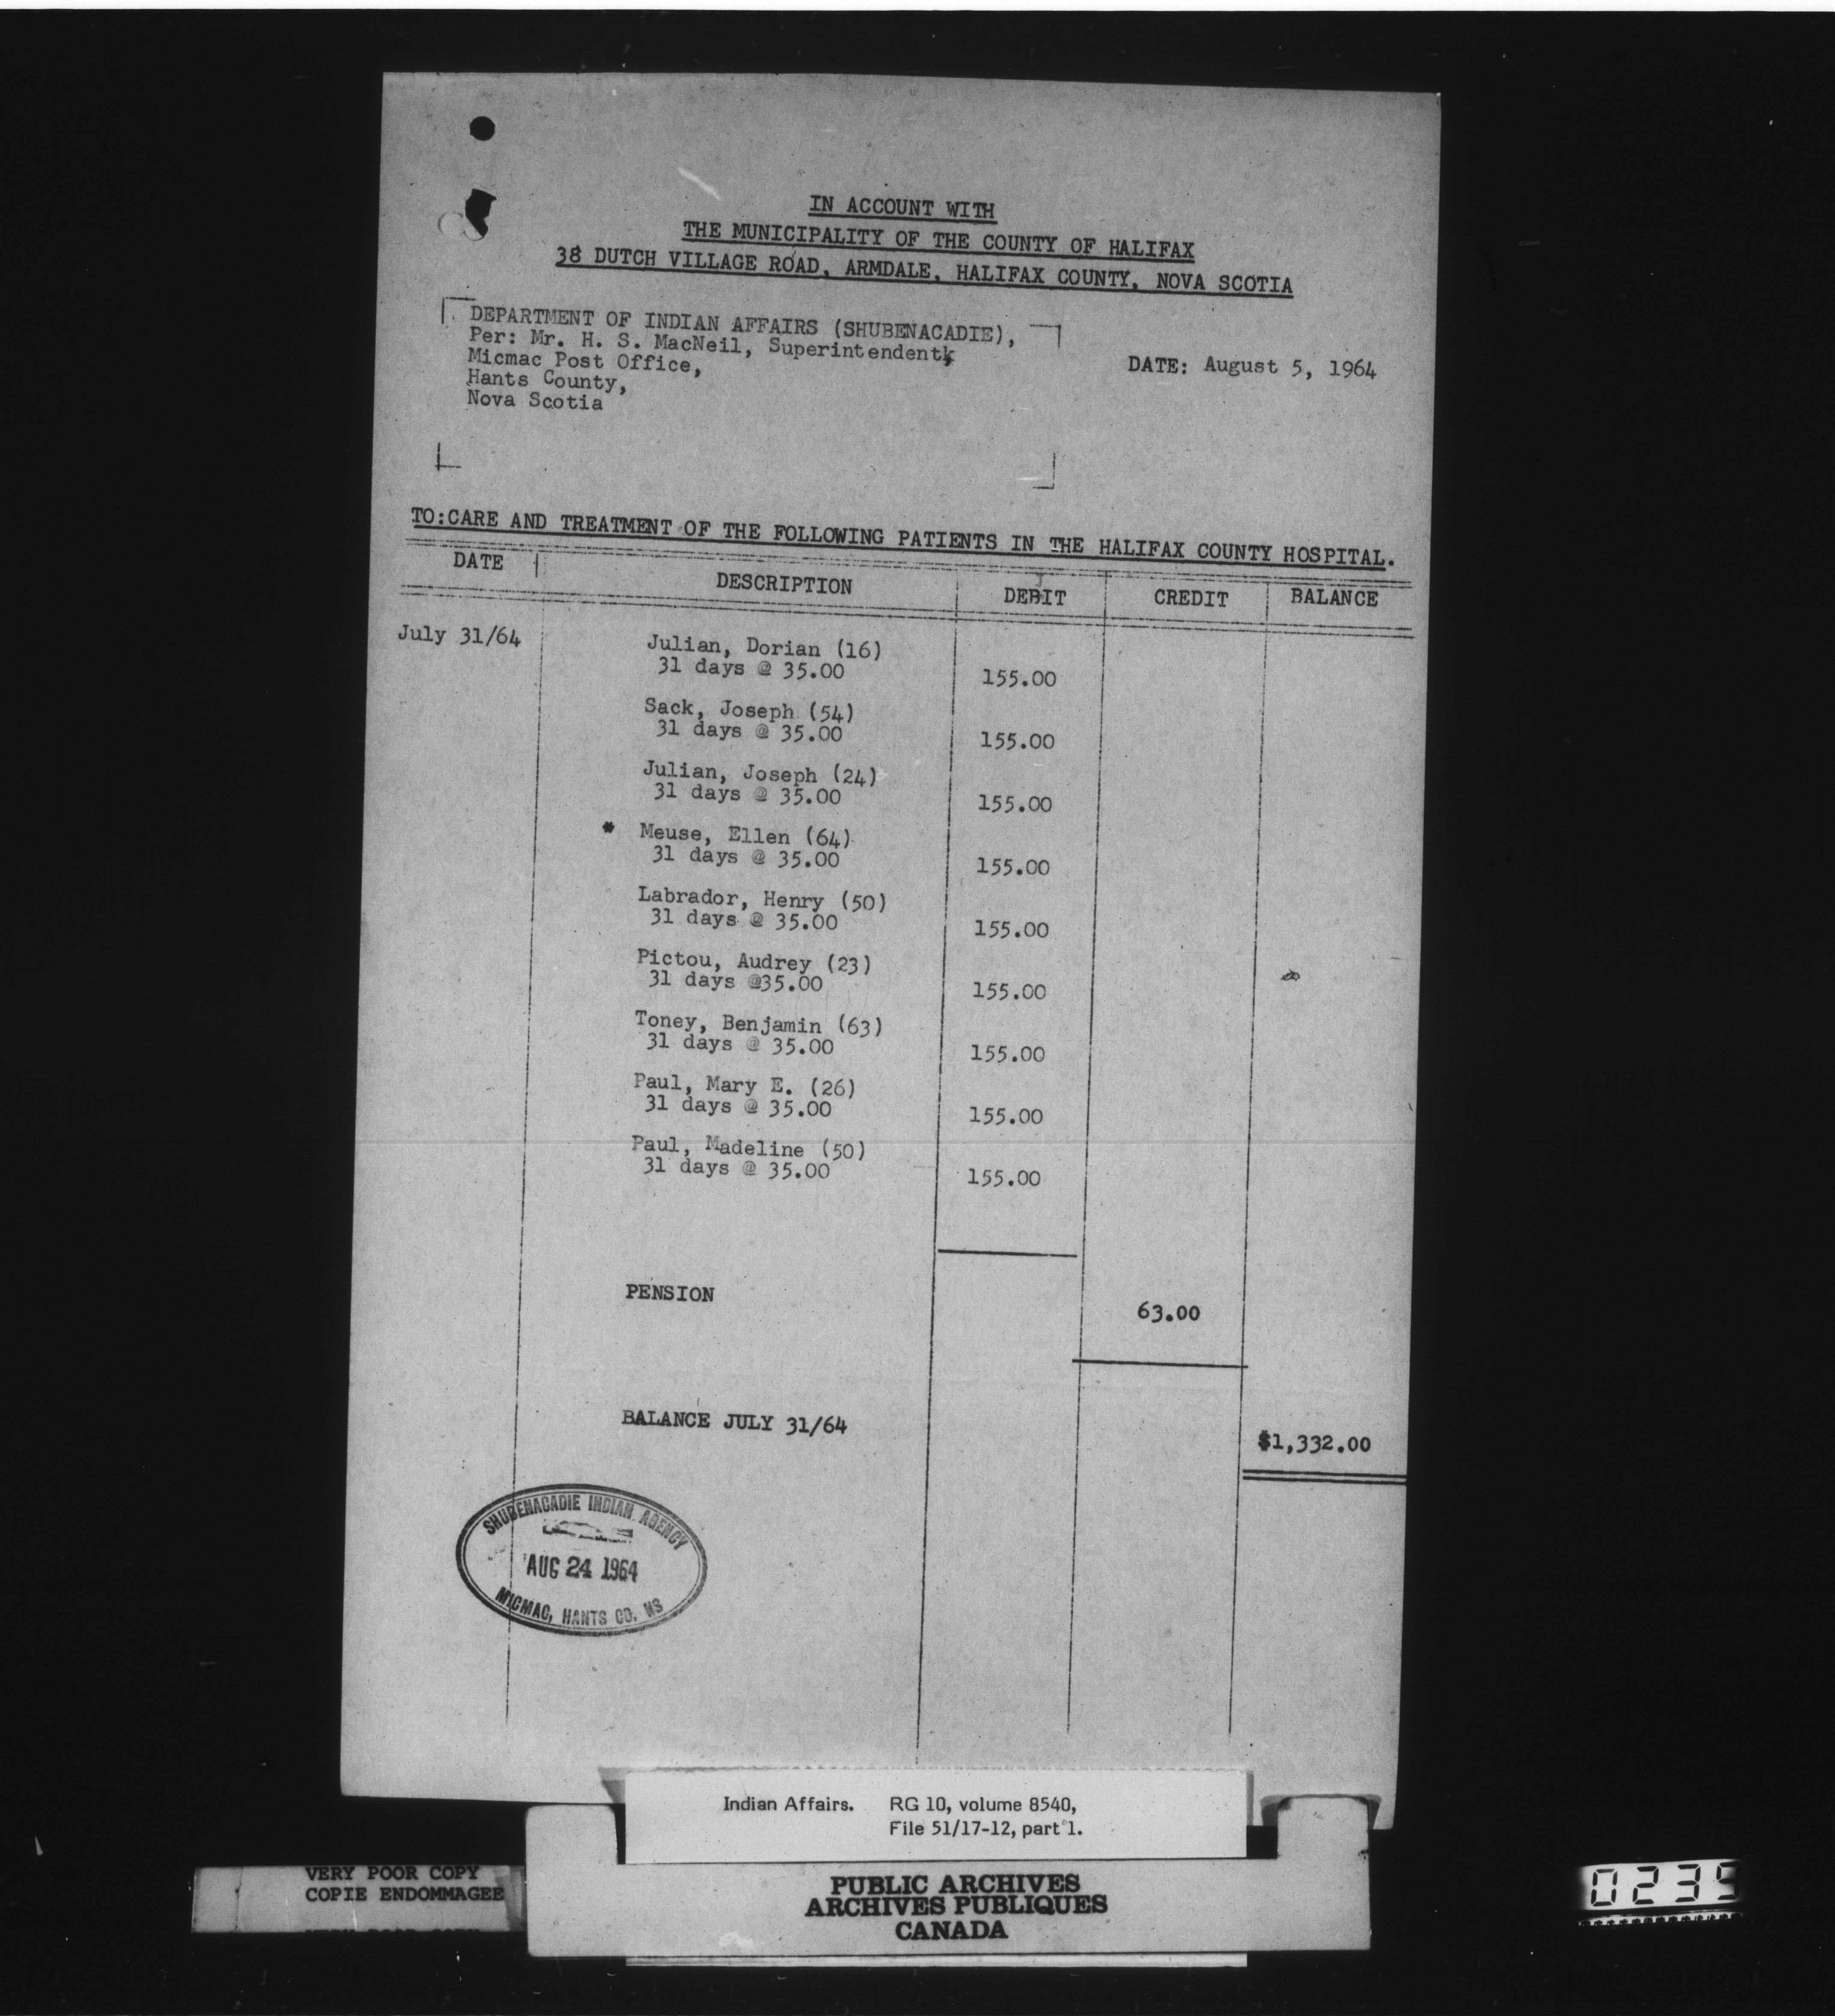 IN ACCOUNT WITH
THE MUNICIPALITY OF THE COUNTY OF HALIFAX
38 DUTCH VILLAGE ROAD, ARMDALE, HALIFAX COUNTY, NOVA SCOTIA
DEPARTMENT OF INDIAN AFFAIRS (SHUBENACADIE),
Per: Mr. H. S. MacNeil, Superintendent,
Micmac Post Office,
Hants County,
Nova Scotia
DATE: August 5, 1964
TO:CARE AND TREATMENT OF THE FOLLOWING PATIENTS IN THE HALIFAX COUNTY HOSPITAL.
DATE DESCRIPTION DEBIT CREDIT BALANCE
July 31/64 Julian, Dorian (16)
31 days @ 35.00 155.00
Sack, Joseph (54)
31 days @ 35.00 155.00
Julian, Joseph (24)
31 days @ 35.00 155.00
* Meuse, Ellen (64)
31 days @ 35.00 155.00
Labrador, Henry (50)
31 days @ 35.00 155.00
Pictou, Audrey (23)
31 days @35.00 155.00
Toney, Benjamin (63)
31 days @ 35.00 155.00
Paul, Mary E. (26)
31 days @ 35.00 155.00
Paul, Madeline (50)
31 days @ 35.00 155.00
PENSION 63.00
BALANCE JULY 31/64 $1,332.00
SHUBENACADIE INDIAN AGENCY
AUG 24 1964
MICMAC, HANTS CO. NS
Indian Affairs. RG 10, volume 8540,
File 51/17-12, part 1.
VERY POOR COPY
COPIE ENDOMMAGEE
PUBLIC ARCHIVES
ARCHIVES PUBLIQUES
CANADA
0235